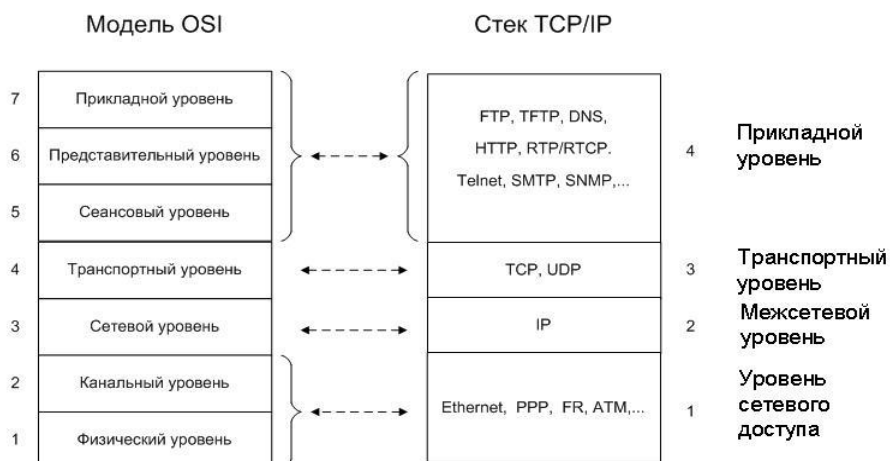 Модель OSI
Стек TCP/IP
7
Прикладной уровень
6
Представительный уровень
5
Сеансовый уровень
4
Транспортный уровень
3
Сетевой уровень
2
Канальный уровень
1
Физический уровень
FTP, TFTP, DNS,
HTTP, RTP/RTCP.
Telnet, SMTP, SNMP,...
4
Прикладной
уровень
TCP, UDP
3
Транспортный
уровень
IP
2
Межсетевой
уровень
Ethernet, PPP, FR, ATM,...
1
Уровень
сетевого
доступа